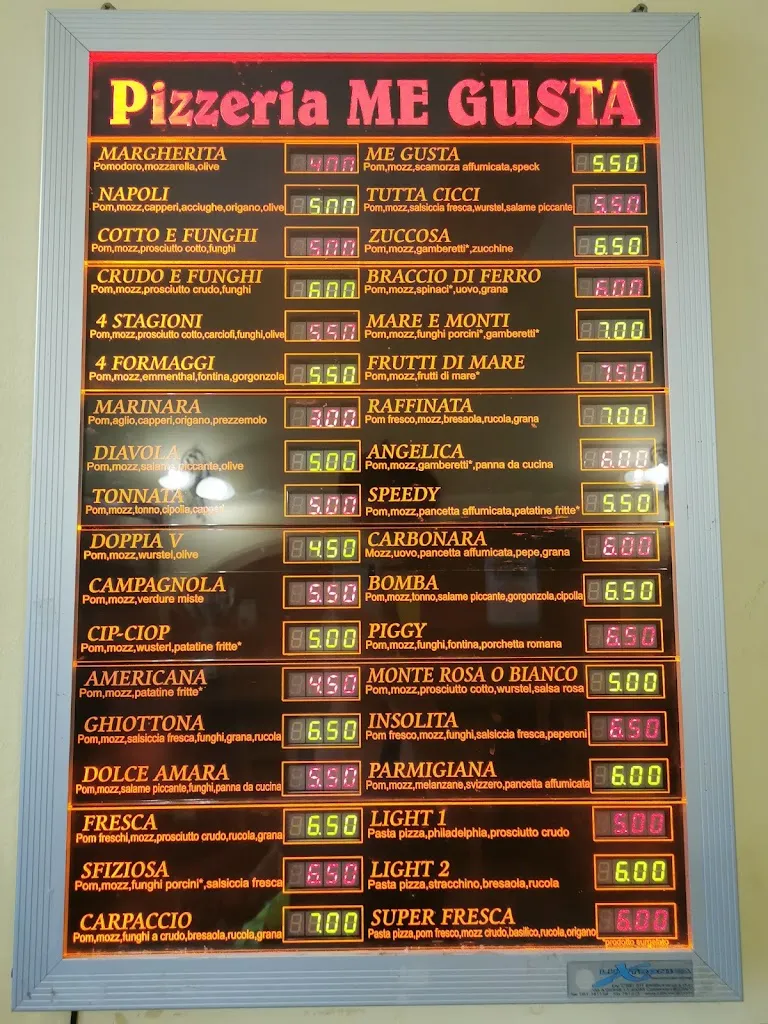 Pizzeria ME GUSTA
MARGHERITA 4.00
Pomodoro,mozzarella,olive
NAPOLI 5.00
Pom,mozz,capperi,acciughe,origano,olive
COTTO E FUNGHI 5.00
Pom,mozz,prosciutto cotto,funghi
CRUDO E FUNGHI 6.00
Pom,mozz,prosciutto crudo,funghi
4 STAGIONI 5.50
Pom,mozz,prosciutto cotto,carciofi,funghi,olive
4 FORMAGGI 5.50
Pom,mozz,emmenthal,fontina,gorgonzola
MARINARA 3.00
Pom,aglio,capperi,origano,prezzemolo
DIAVOLA 5.00
Pom,mozz,salame piccante,olive
TONNATA 5.00
Pom,mozz,tonno,cipolla,capperi
DOPPIA V 4.50
Pom,mozz,wurstel,olive
CAMPAGNOLA 5.50
Pom,mozz,verdure miste
CIP-CIOP 5.00
Pom,mozz,wusterl,patatine fritte*
AMERICANA 4.50
Pom,mozz,patatine fritte*
GHIOTTONA 6.50
Pom,mozz,salsiccia fresca,funghi,grana,rucola
DOLCE AMARA 5.50
Pom,mozz,salame piccante,funghi,panna da cucina
FRESCA 6.50
Pom freschi,mozz,prosciutto crudo,rucola,grana
SFIZIOSA 6.50
Pom,mozz,funghi porcini*,salsiccia fresca
CARPACCIO 7.00
Pom,mozz,funghi a crudo,bresaola,rucola,grana
ME GUSTA 5.50
Pom,mozz,scamorza affumicata,speck
TUTTA CICCI 5.50
Pom,mozz,salsiccia fresca,wurstel,salame piccante
ZUCCOSA 6.50
Pom,mozz,gamberetti*,zucchine
BRACCIO DI FERRO 6.00
Pom,mozz,spinaci*,uovo,grana
MARE E MONTI 7.00
Pom,mozz,funghi porcini*,gamberetti*
FRUTTI DI MARE 7.50
Pom,mozz,frutti di mare*
RAFFINATA 7.00
Pom fresco,mozz,bresaola,rucola,grana
ANGELICA 6.00
Pom,mozz,gamberetti*,panna da cucina
SPEEDY 5.50
Pom,mozz,pancetta affumicata,patatine fritte*
CARBONARA 6.00
Mozz,uovo,pancetta affumicata,pepe,grana
BOMBA 6.50
Pom,mozz,tonno,salame piccante,gorgonzola,cipolla
PIGGY 6.50
Pom,mozz,funghi,fontina,porchetta romana
MONTE ROSA O BIANCO 5.00
Pom,mozz,prosciutto cotto,wurstel,salsa rosa
INSOLITA 6.50
Pom fresco,mozz,funghi,salsiccia fresca,peperoni
PARMIGIANA 6.00
Pom,mozz,melanzane,svizzero,pancetta affumicata
LIGHT 1 5.00
Pasta pizza,philadelphia,prosciutto crudo
LIGHT 2 6.00
Pasta pizza,stracchino,bresaola,rucola
SUPER FRESCA 6.00
Pasta pizza,pom fresco,mozz crudo,basilico,rucola,origano
*prodotto surgelato